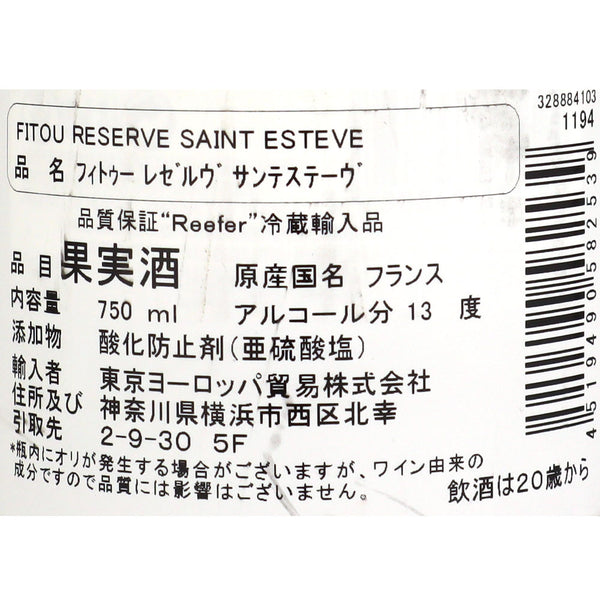 FITOU RESERVE SAINT ESTEVE
品 名 フィトゥー レゼルヴ サンテステーヴ
品質保証“Reefer”冷蔵輸入品
品目 果実酒 原産国名 フランス
内容量 750 ml アルコール分 13 度
添加物 酸化防止剤(亜硫酸塩)
輸入者 東京ヨーロッパ貿易株式会社
住所及び 神奈川県横浜市西区北幸
引取先 2-9-30 5F
*瓶内にオリが発生する場合がございますが、ワイン由来の
成分ですので品質には影響はございません。
飲酒は20歳から
328884103
1194
4519490582539